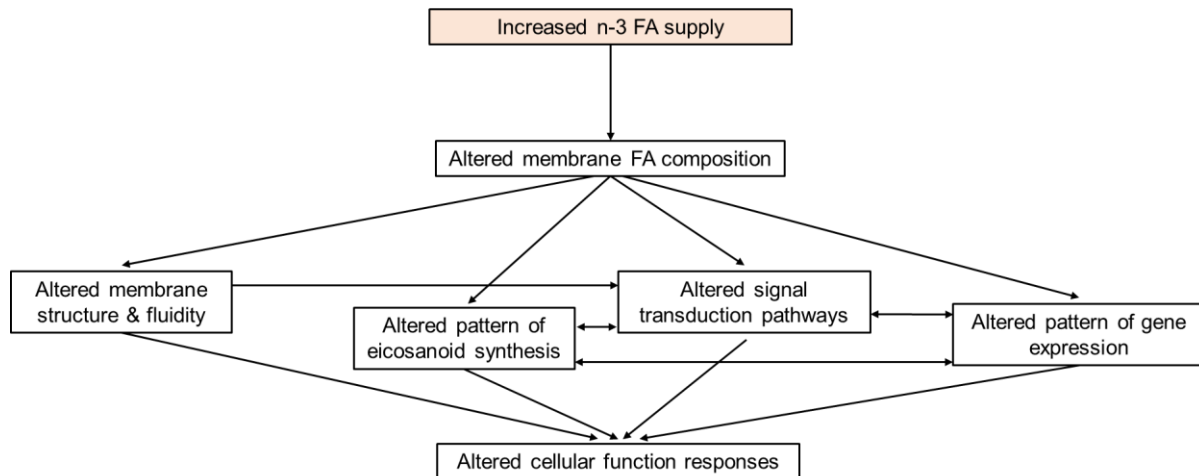 Increased n-3 FA supply
Altered membrane FA composition
Altered membrane
structure & fluidity
Altered pattern of
eicosanoid synthesis
Altered signal
transduction pathways
Altered pattern of gene
expression
Altered cellular function responses